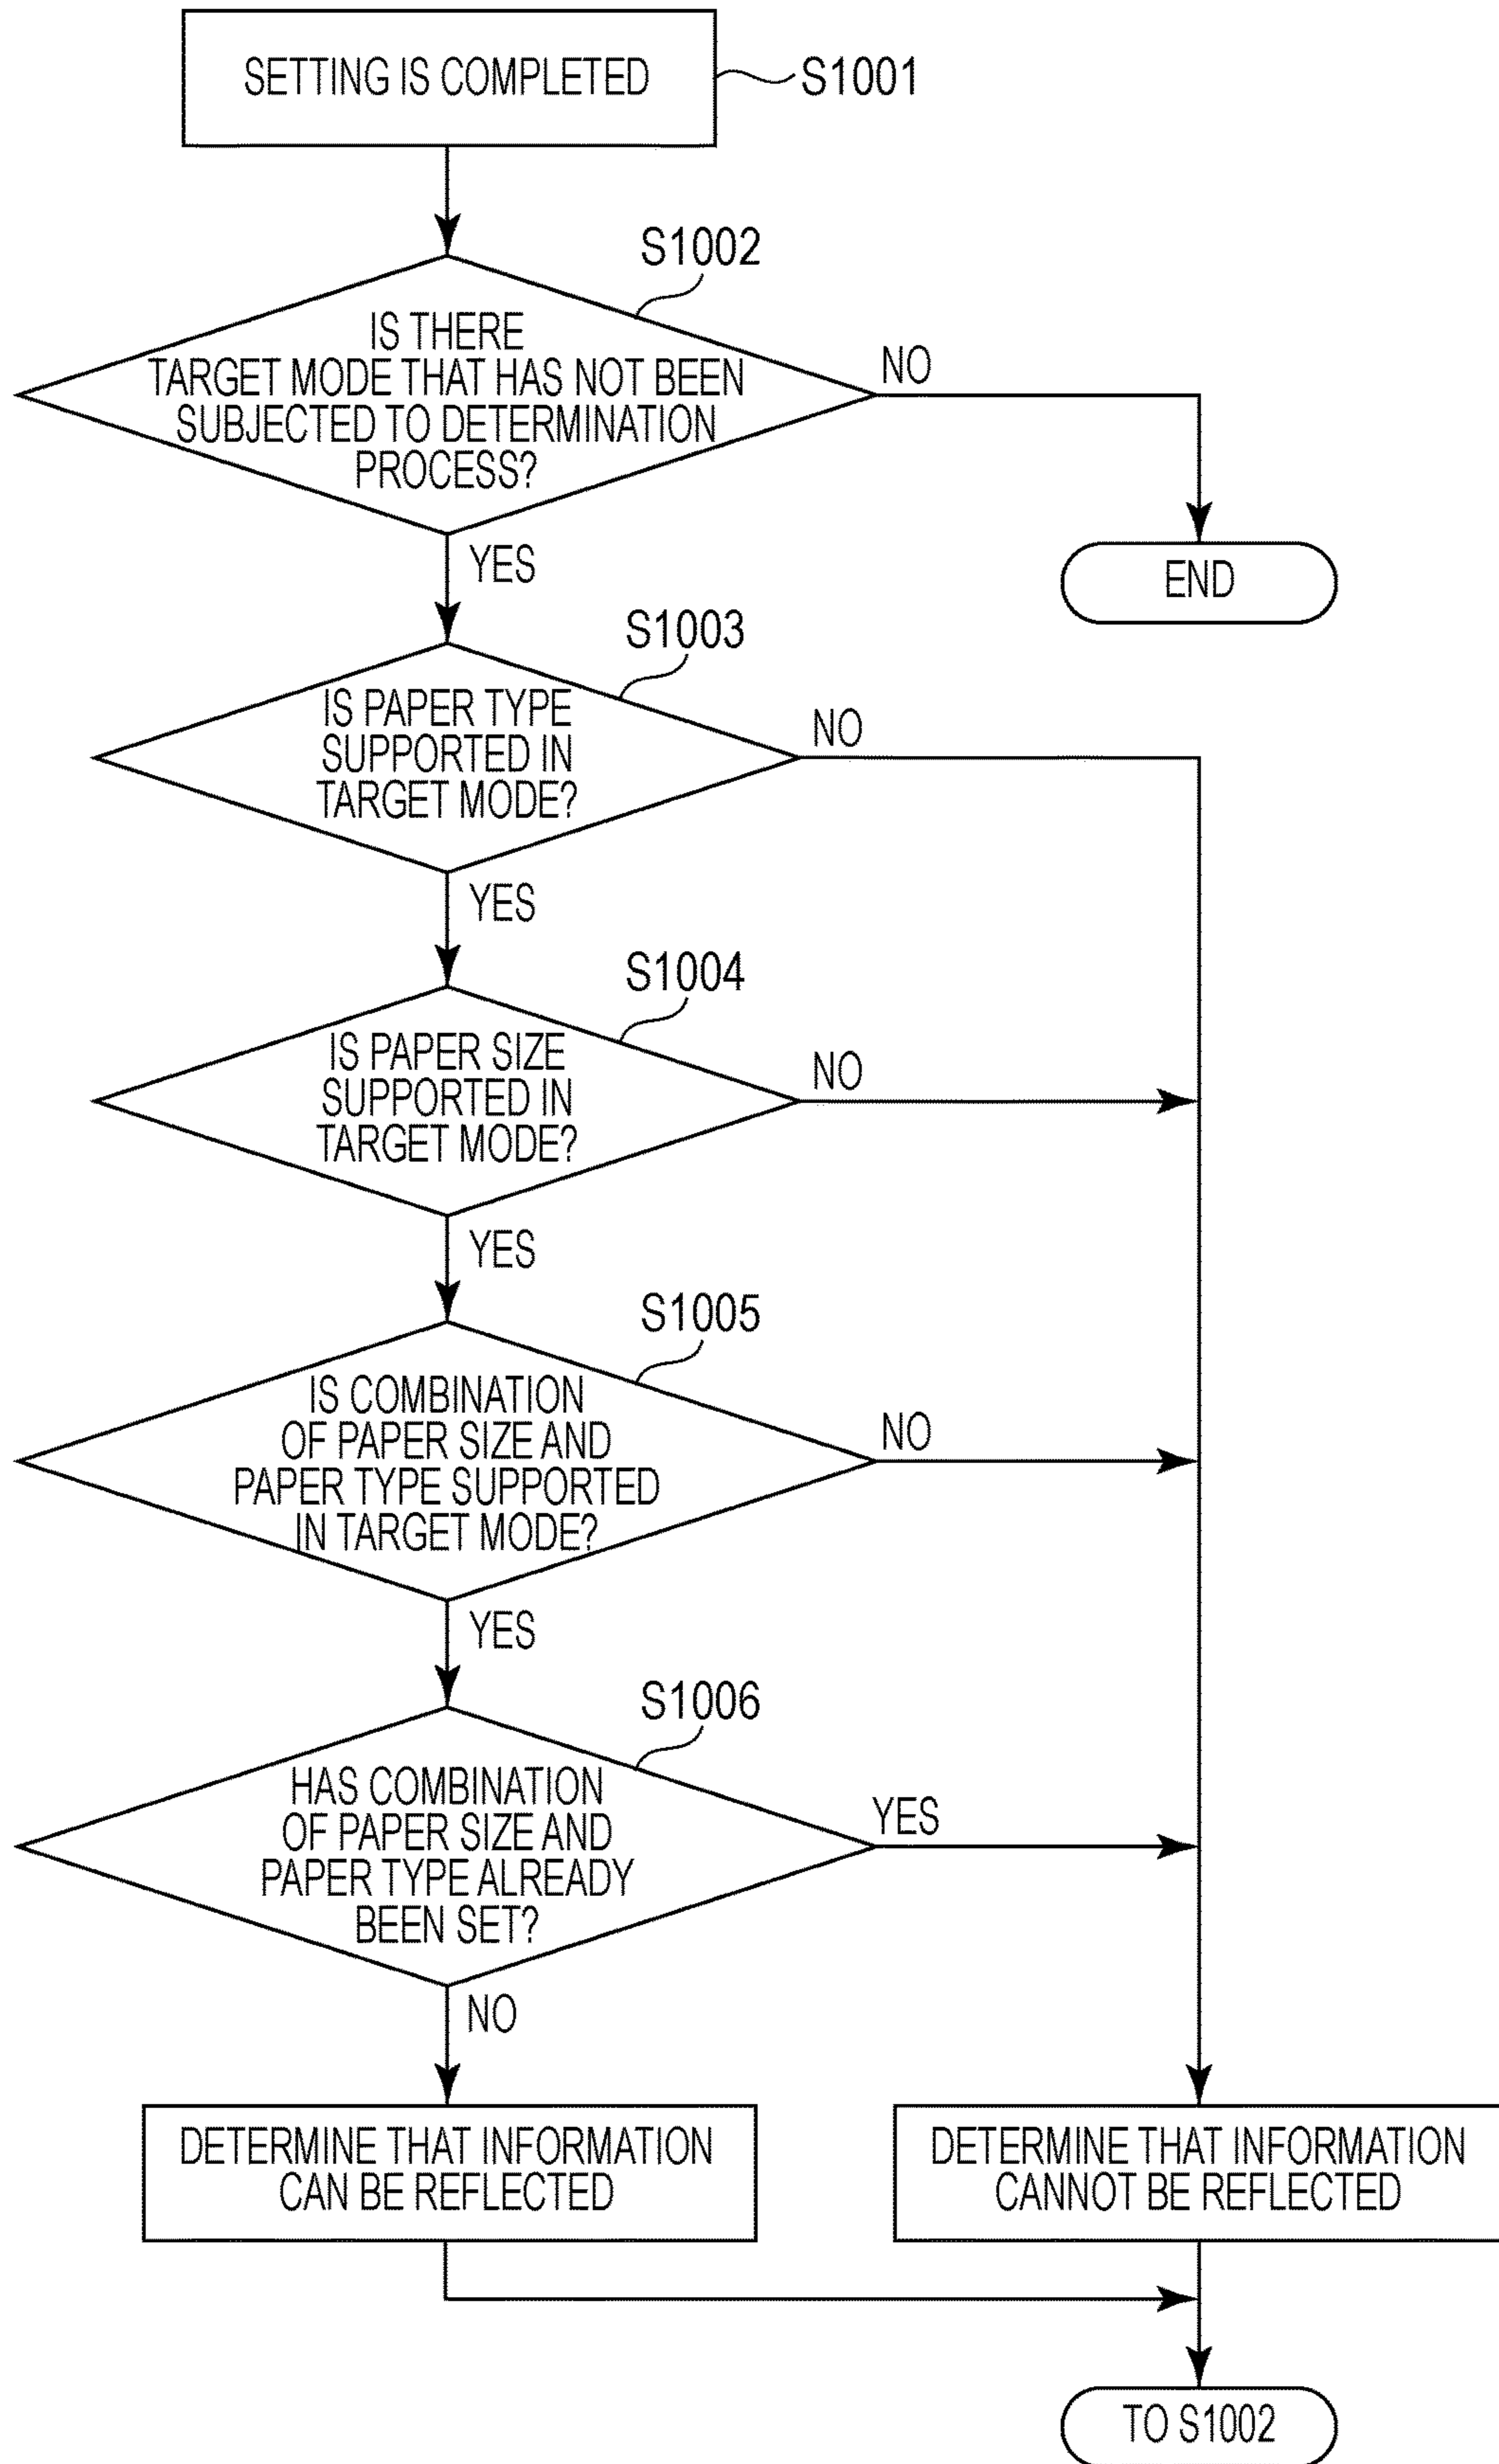 SETTING IS COMPLETED
S1001
S1002
IS THERE
TARGET MODE THAT HAS NOT BEEN
SUBJECTED TO DETERMINATION
PROCESS?
NO
YES
END
S1003
IS PAPER TYPE
SUPPORTED IN
TARGET MODE?
NO
YES
S1004
IS PAPER SIZE
SUPPORTED IN
TARGET MODE?
NO
YES
S1005
IS COMBINATION
OF PAPER SIZE AND
PAPER TYPE SUPPORTED
IN TARGET MODE?
NO
YES
S1006
HAS COMBINATION
OF PAPER SIZE AND
PAPER TYPE ALREADY
BEEN SET?
YES
NO
DETERMINE THAT INFORMATION
CAN BE REFLECTED
DETERMINE THAT INFORMATION
CANNOT BE REFLECTED
TO S1002